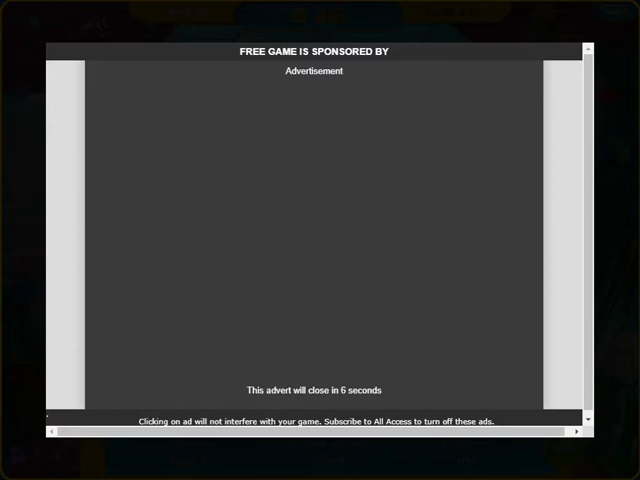 FREE GAME IS SPONSORED BY
Advertisement
This advert will close in 6 seconds
Clicking on ad will not interfere with your game. Subscribe to All Access to turn off these ads.